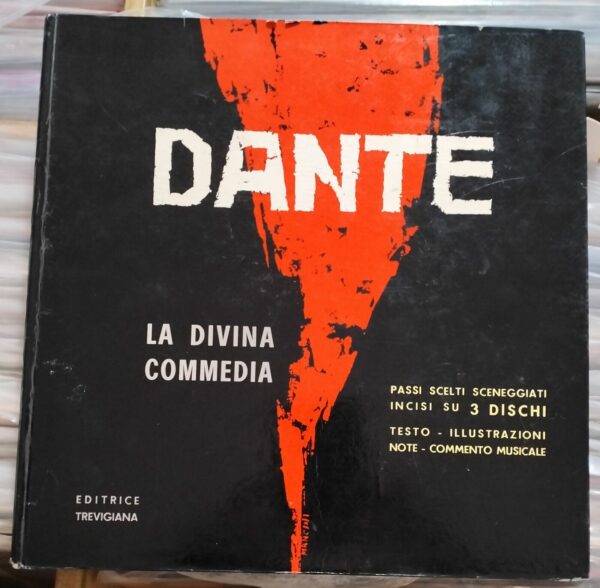 DANTE
LA DIVINA
COMMEDIA
PASSI SCELTI SCENEGGIATI
INCISI SU 3 DISCHI
TESTO - ILLUSTRAZIONI
NOTE - COMMENTO MUSICALE
EDITRICE
TREVIGIANA